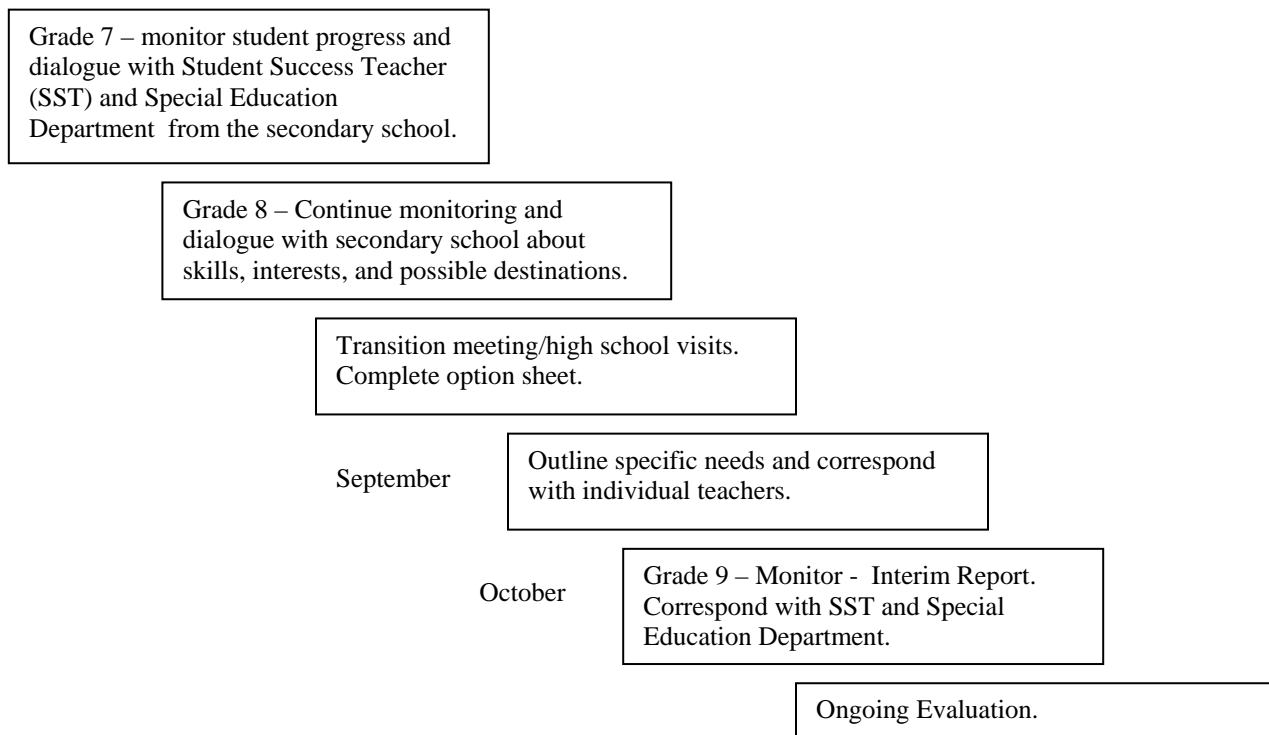 Grade 7 – monitor student progress and
dialogue with Student Success Teacher
(SST) and Special Education
Department  from the secondary school.
Grade 8 – Continue monitoring and
dialogue with secondary school about
skills, interests, and possible destinations.
Transition meeting/high school visits.
Complete option sheet.
September
Outline specific needs and correspond
with individual teachers.
October
Grade 9 – Monitor -  Interim Report.
Correspond with SST and Special
Education Department.
Ongoing Evaluation.